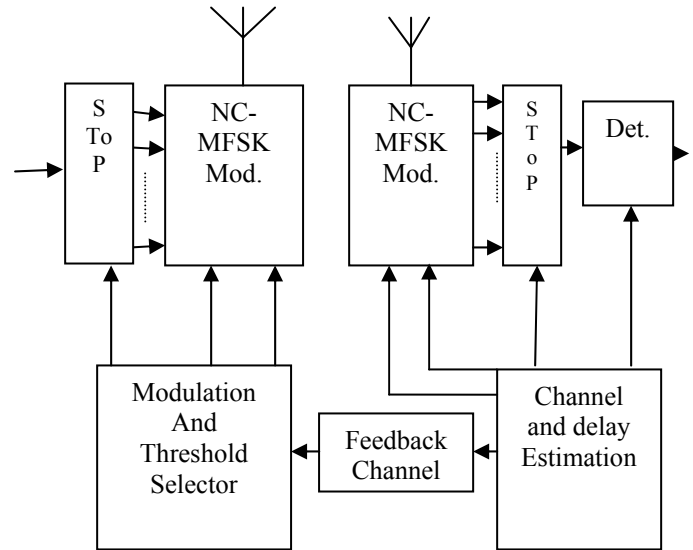 S
To
P
NC-
MFSK
Mod.
NC-
MFSK
Mod.
S
T
o
P
Det.
Modulation
And
Threshold
Selector
Feedback
Channel
Channel
and delay
Estimation